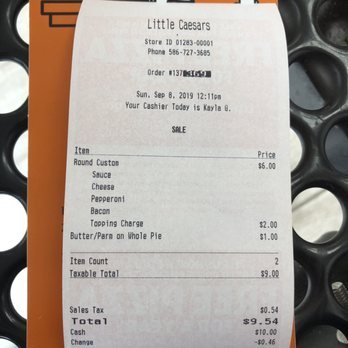 Little Caesars
Store ID 01283-00001
Phone 586-727-3685
Order #137369
Sun, Sep 8, 2019 12:11pm
Your Cashier Today is Kayla G.
SALE
Item Price
Round Custom $6.00
Sauce
Cheese
Pepperoni
Bacon
Topping Charge $2.00
Butter/Parm on Whole Pie $1.00
Item Count 2
Taxable Total $9.00
Sales Tax $0.54
Total $9.54
Cash $10.00
Change -$0.46